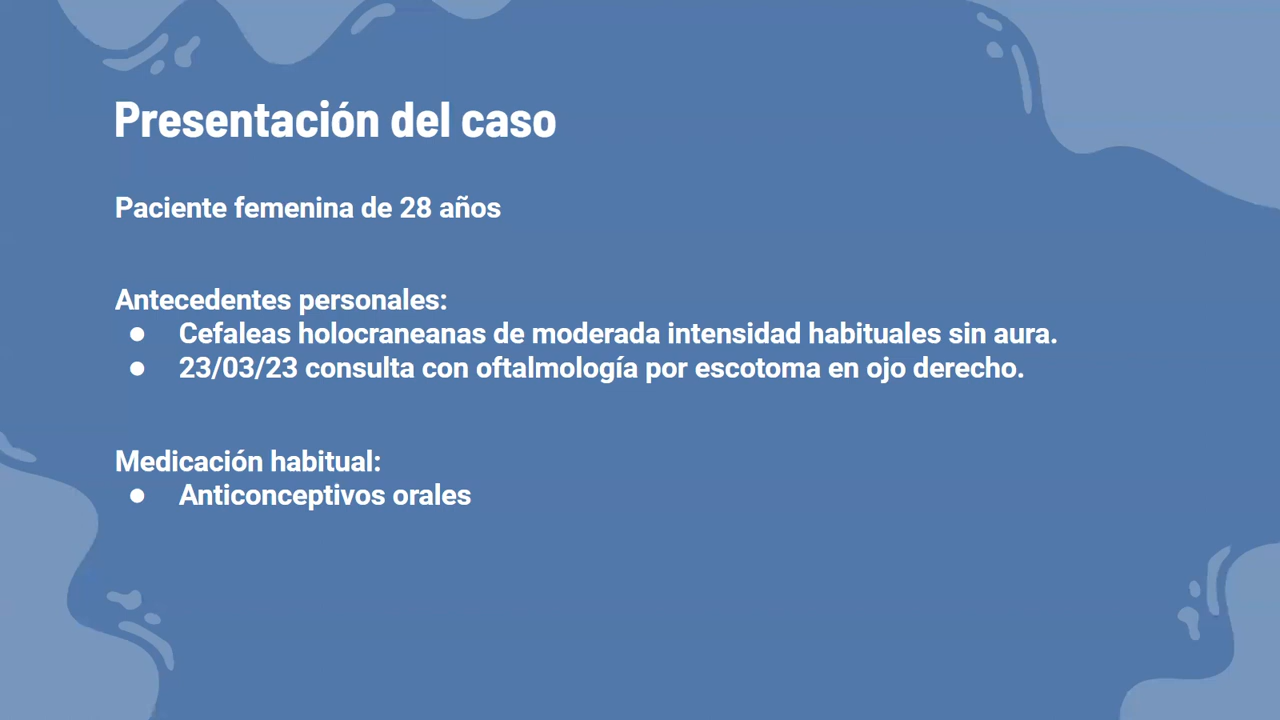 Presentación del caso
Paciente femenina de 28 años
Antecedentes personales:
● Cefaleas holocraneanas de moderada intensidad habituales sin aura.
● 23/03/23 consulta con oftalmología por escotoma en ojo derecho.
Medicación habitual:
● Anticonceptivos orales